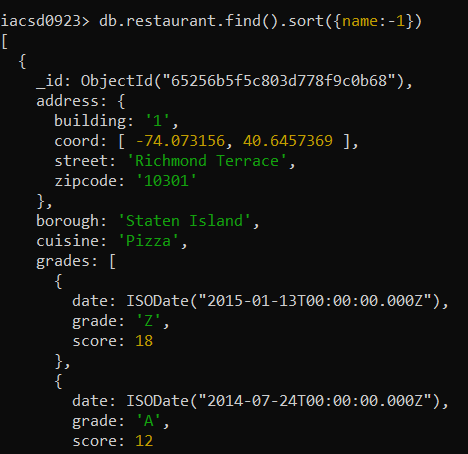 iacsd0923> db.restaurant.find().sort({name:-1})
[
  {
    _id: ObjectId("65256b5f5c803d778f9c0b68"),
    address: {
      building: '1',
      coord: [ -74.073156, 40.6457369 ],
      street: 'Richmond Terrace',
      zipcode: '10301'
    },
    borough: 'Staten Island',
    cuisine: 'Pizza',
    grades: [
      {
        date: ISODate("2015-01-13T00:00:00.000Z"),
        grade: 'Z',
        score: 18
      },
      {
        date: ISODate("2014-07-24T00:00:00.000Z"),
        grade: 'A',
        score: 12